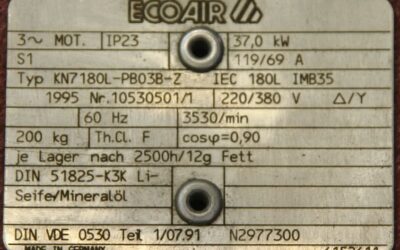 ECOAIR
3~ MOT. IP23 37,0 kW
S1 119/69 A
Typ KN7180L-PB03B-Z IEC 180L IMB35
1995 Nr.10530501/1 220/380 V △/Y
60 Hz 3530/min
200 kg Th.Cl. F cosφ=0,90
je Lager nach 2500h/12g Fett
DIN 51825-K3K Li-
Seife/Mineralöl
DIN VDE 0530 Teil 1/07.91 N2977300
MADE IN GERMANY